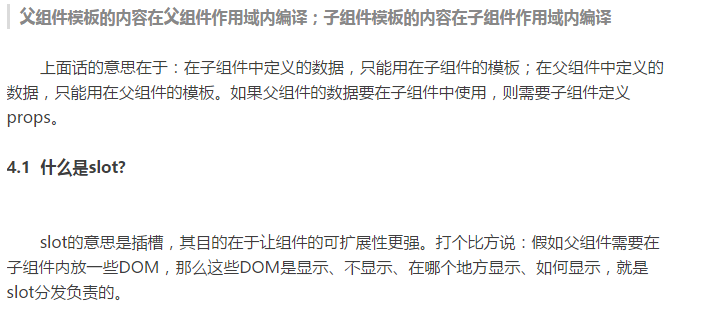 父组件模板的内容在父组件作用域内编译；子组件模板的内容在子组件作用域内编译
上面话的意思在于：在子组件中定义的数据，只能用在子组件的模板；在父组件中定义的
数据，只能用在父组件的模板。如果父组件的数据要在子组件中使用，则需要子组件定义
props。
4.1 什么是slot?
slot的意思是插槽，其目的在于让组件的可扩展性更强。打个比方说：假如父组件需要在
子组件内放一些DOM，那么这些DOM是显示、不显示、在哪个地方显示、如何显示，就是
slot分发负责的。